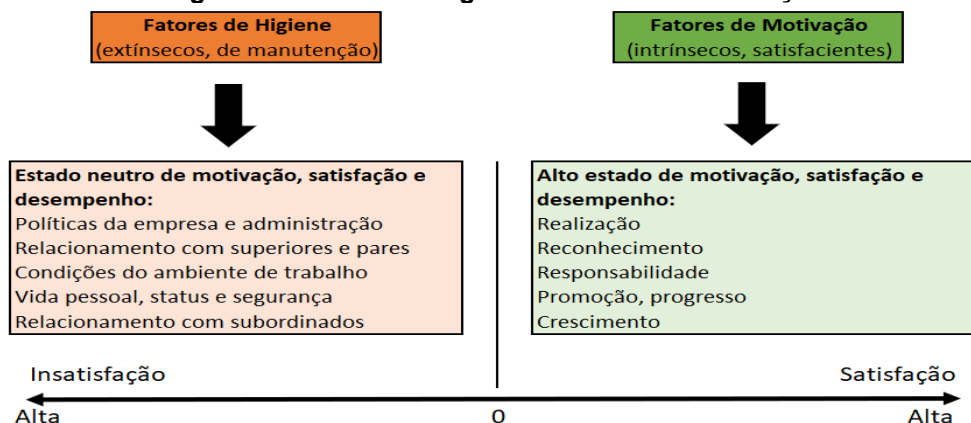 Fatores de Higiene
(extínsecos, de manutenção)
Fatores de Motivação
(intrínsecos, satisfacientes)
Estado neutro de motivação, satisfação e
desempenho:
Políticas da empresa e administração
Relacionamento com superiores e pares
Condições do ambiente de trabalho
Vida pessoal, status e segurança
Relacionamento com subordinados
Alto estado de motivação, satisfação e
desempenho:
Realização
Reconhecimento
Responsabilidade
Promoção, progresso
Crescimento
Insatisfação
Satisfação
Alta
0
Alta